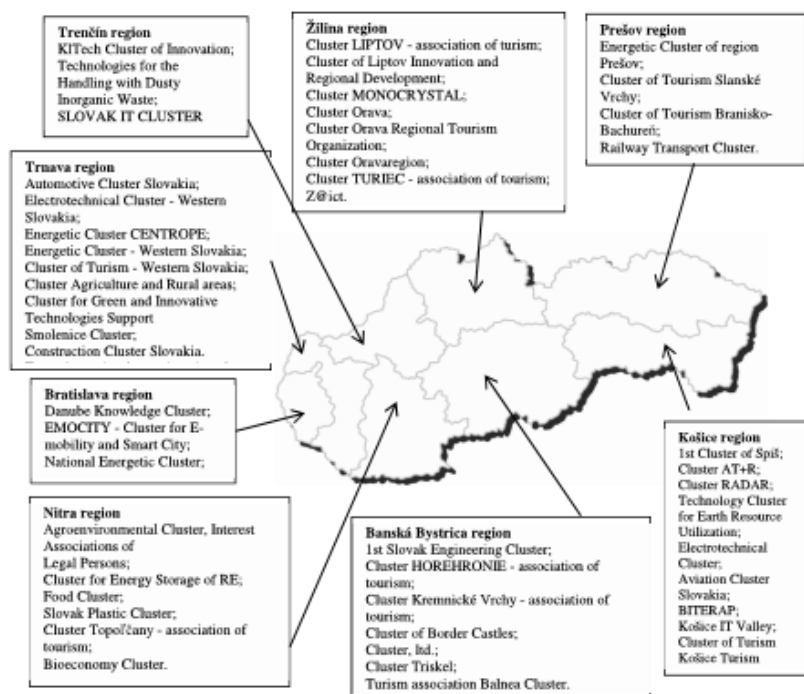 Trenčín region
KITech Cluster of Innovation;
Technologies for the
Handling with Dusty
Inorganic Waste;
SLOVAK IT CLUSTER
Žilina region
Cluster LIPTOV - association of turism;
Cluster of Liptov Innovation and
Regional Development;
Cluster MONOCRYSTAL;
Cluster Orava;
Cluster Orava Regional Tourism
Organization;
Cluster Oravaregion;
Cluster TURIEC - association of tourism;
Z@ict.
Prešov region
Energetic Cluster of region
Prešov;
Cluster of Tourism Slanské
Vrchy;
Cluster of Tourism Branisko-
Bachureň;
Railway Transport Cluster.
Trnava region
Automotive Cluster Slovakia;
Electrotechnical Cluster - Western
Slovakia;
Energetic Cluster CENTROPE;
Energetic Cluster - Western Slovakia;
Cluster of Turism - Western Slovakia;
Cluster Agriculture and Rural areas;
Cluster for Green and Innovative
Technologies Support
Smolenice Cluster;
Construction Cluster Slovakia.
Bratislava region
Danube Knowledge Cluster;
EMOCITY - Cluster for E-
mobility and Smart City;
National Energetic Cluster;
Nitra region
Agroenvironmental Cluster, Interest
Associations of
Legal Persons;
Cluster for Energy Storage of RE;
Food Cluster;
Slovak Plastic Cluster;
Cluster Topoľčany - association of
tourism;
Bioeconomy Cluster.
Banská Bystrica region
1st Slovak Engineering Cluster;
Cluster HOREHRONIE - association of
tourism;
Cluster Kremnické Vrchy - association of
tourism;
Cluster of Border Castles;
Cluster, ltd.;
Cluster Triskel;
Turism association Balnea Cluster.
Košice region
1st Cluster of Spiš;
Cluster AT+R;
Cluster RADAR;
Technology Cluster
for Earth Resource
Utilization;
Electrotechnical
Cluster;
Aviation Cluster
Slovakia;
BITERAP;
Košice IT Valley;
Cluster of Turism
Košice Turism